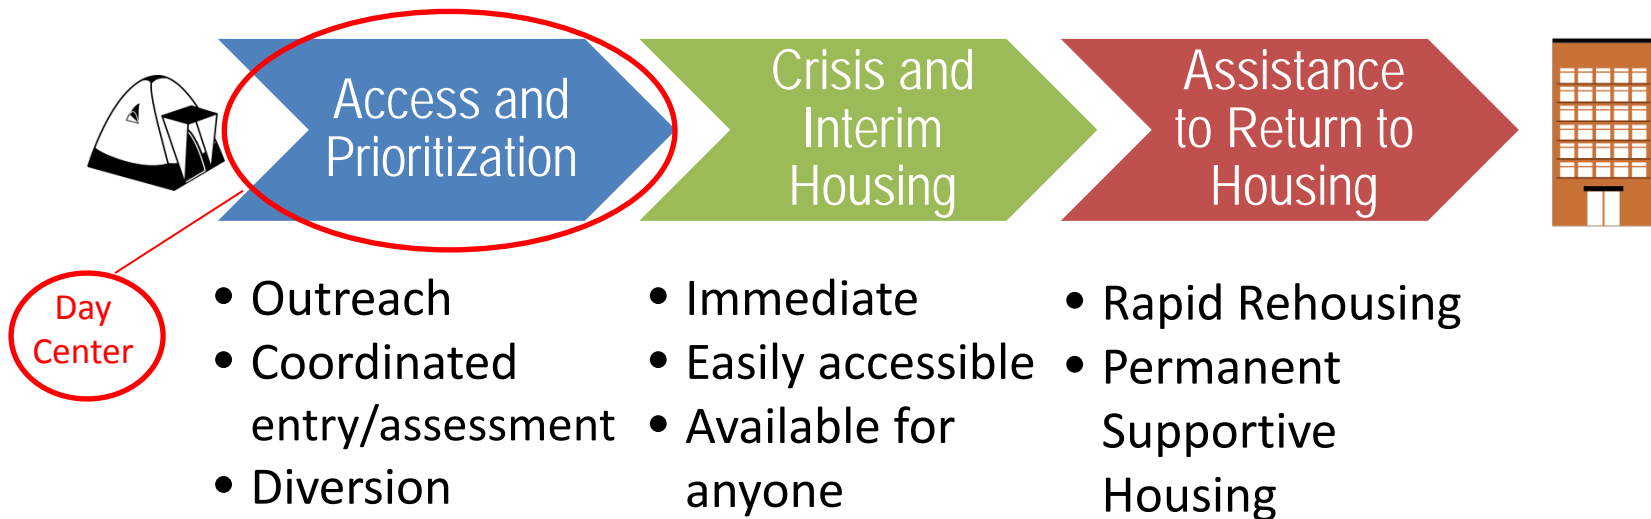 Access and
Prioritization
Crisis and
Interim
Housing
Assistance
to Return to
Housing
Day
Center
• Outreach
• Coordinated
entry/assessment
• Diversion
• Immediate
• Easily accessible
• Available for
anyone
• Rapid Rehousing
• Permanent
Supportive
Housing